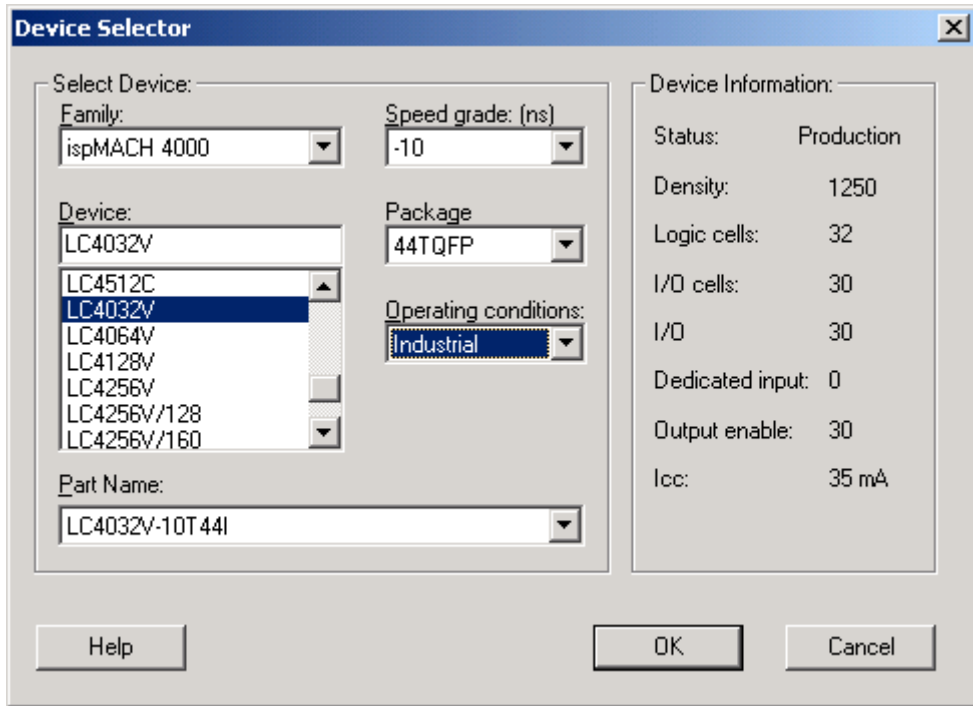 Device Selector
Select Device:
Family:
ispMACH 4000
Speed grade: (ns)
-10
Device:
LC4032V
Package
44TQFP
LC4512C
LC4032V
LC4064V
LC4128V
LC4256V
LC4256V/128
LC4256V/160
Operating conditions:
Industrial
Part Name:
LC4032V-10T44I
Device Information:
Status: Production
Density: 1250
Logic cells: 32
I/O cells: 30
I/O 30
Dedicated input: 0
Output enable: 30
Icc: 35 mA
Help
OK
Cancel